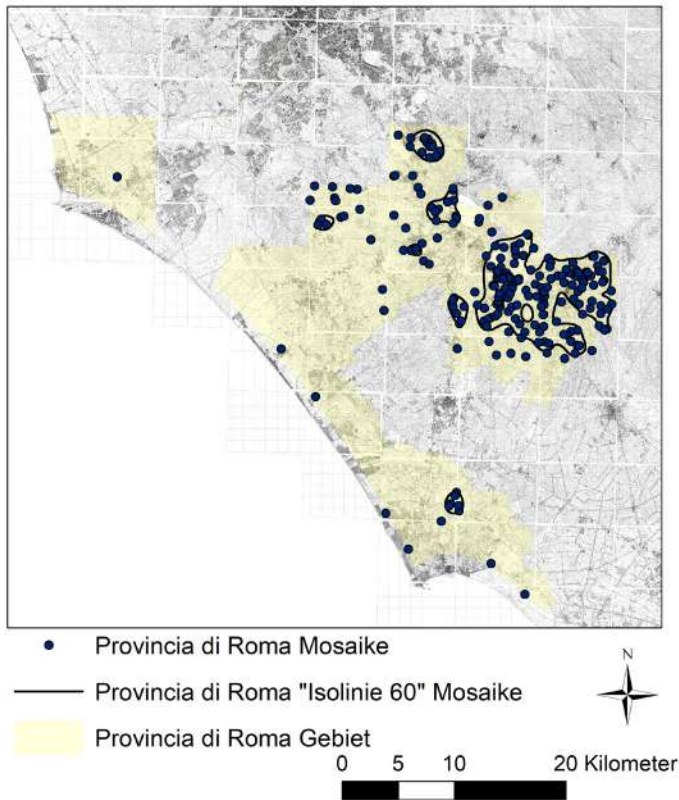 Provincia di Roma Mosaike
Provincia di Roma "Isolinie 60" Mosaike
Provincia di Roma Gebiet
N
0 5 10 20 Kilometer